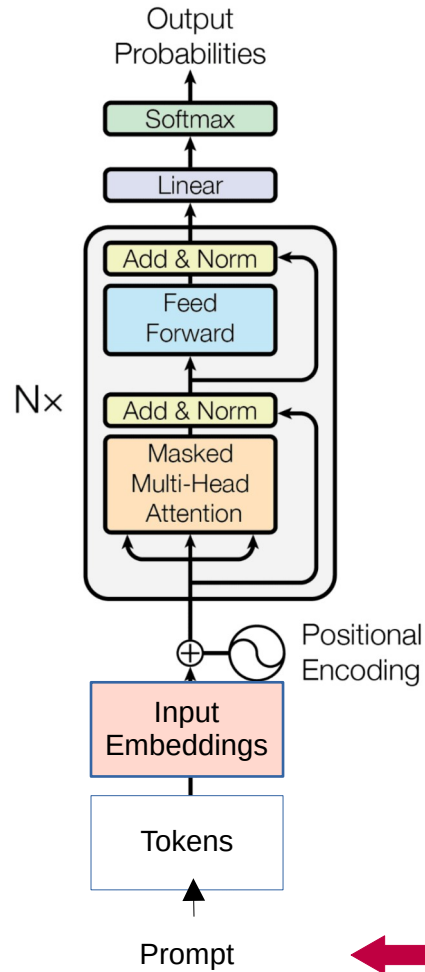 Output
Probabilities
Softmax
Linear
Add & Norm
Feed
Forward
N×
Add & Norm
Masked
Multi-Head
Attention
Positional
Encoding
Input
Embeddings
Tokens
Prompt